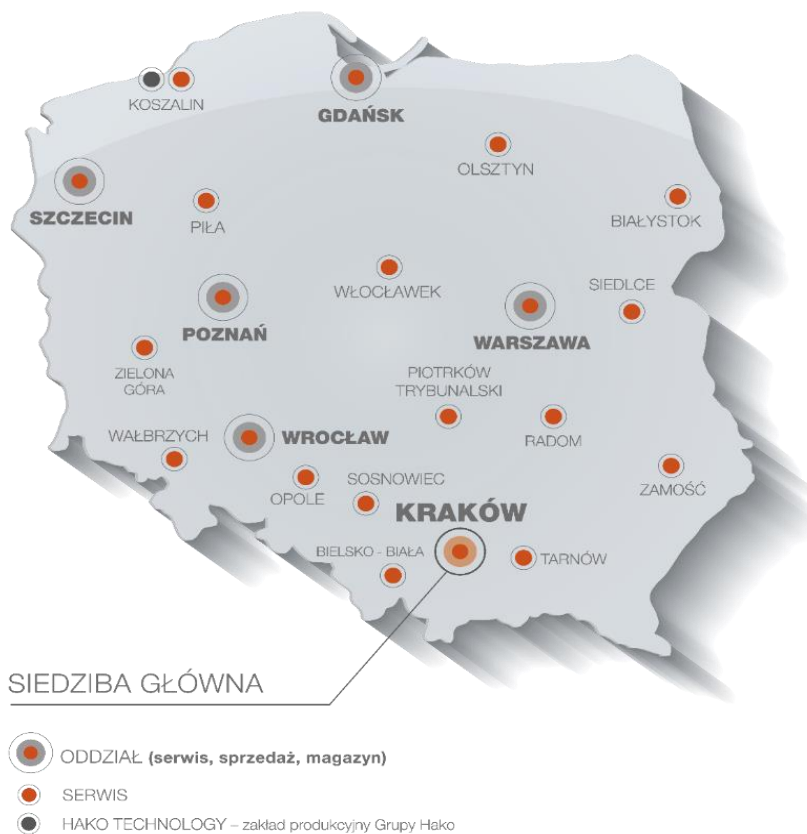 KOSZALIN
GDAŃSK
OLSZTYN
SZCZECIN
PIŁA
BIAŁYSTOK
WŁOCŁAWEK
SIEDLCE
POZNAŃ
WARSZAWA
ZIELONA
GÓRA
PIOTRKÓW
TRYBUNALSKI
WAŁBRZYCH
WROCŁAW
RADOM
OPOLE
SOSNOWIEC
ZAMOŚĆ
KRAKÓW
BIELSKO - BIAŁA
TARNÓW
SIEDZIBA GŁÓWNA
ODDZIAŁ (serwis, sprzedaż, magazyn)
SERWIS
HAKO TECHNOLOGY – zakład produkcyjny Grupy Hako